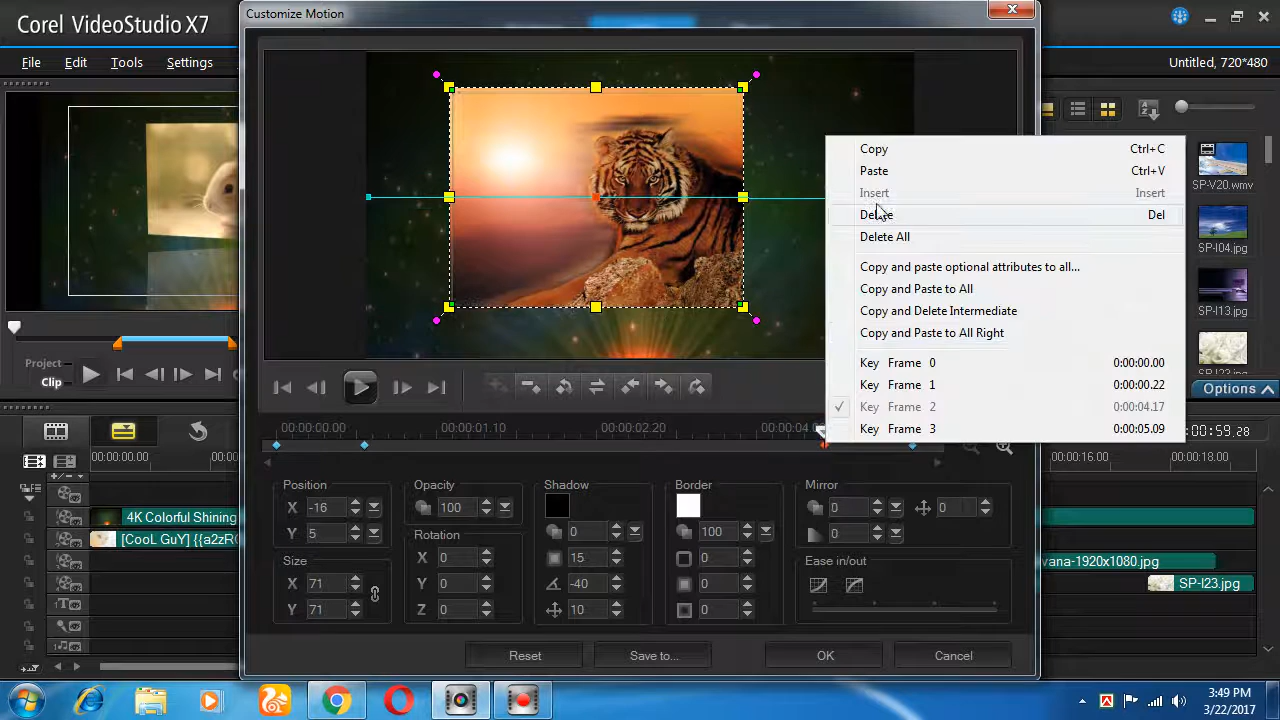 Corel VideoStudio X7
File Edit Tools Settings
Untitled, 720*480
Customize Motion
Copy Ctrl+C
Paste Ctrl+V
Insert Insert
Delete Del
Delete All
Copy and paste optional attributes to all...
Copy and Paste to All
Copy and Delete Intermediate
Copy and Paste to All Right
Key Frame 0 0:00:00.00
Key Frame 1 0:00:00.22
Key Frame 2 0:00:04.17
Key Frame 3 0:00:05.09
SP-V20.wmv
SP-I04.jpg
SP-I13.jpg
Options
Project
Clip
00:00:00.00 00:00:01.10 00:00:02.20 00:00:04
Position
X -16
Y 5
Size
X 71
Y 71
Opacity
100
Rotation
X 0
Y 0
Z 0
Shadow
0
15
-40
10
Border
100
0
0
0
Mirror
0 0
0
Ease in/out
Reset Save to... OK Cancel
00:00:00.00
:00:59.28
00:00:16.00 00:00:18.00
4K Colorful Shining
[CooL GuY] {{a2zR
vana-1920x1080.jpg
SP-I23.jpg
3:49 PM
3/22/2017